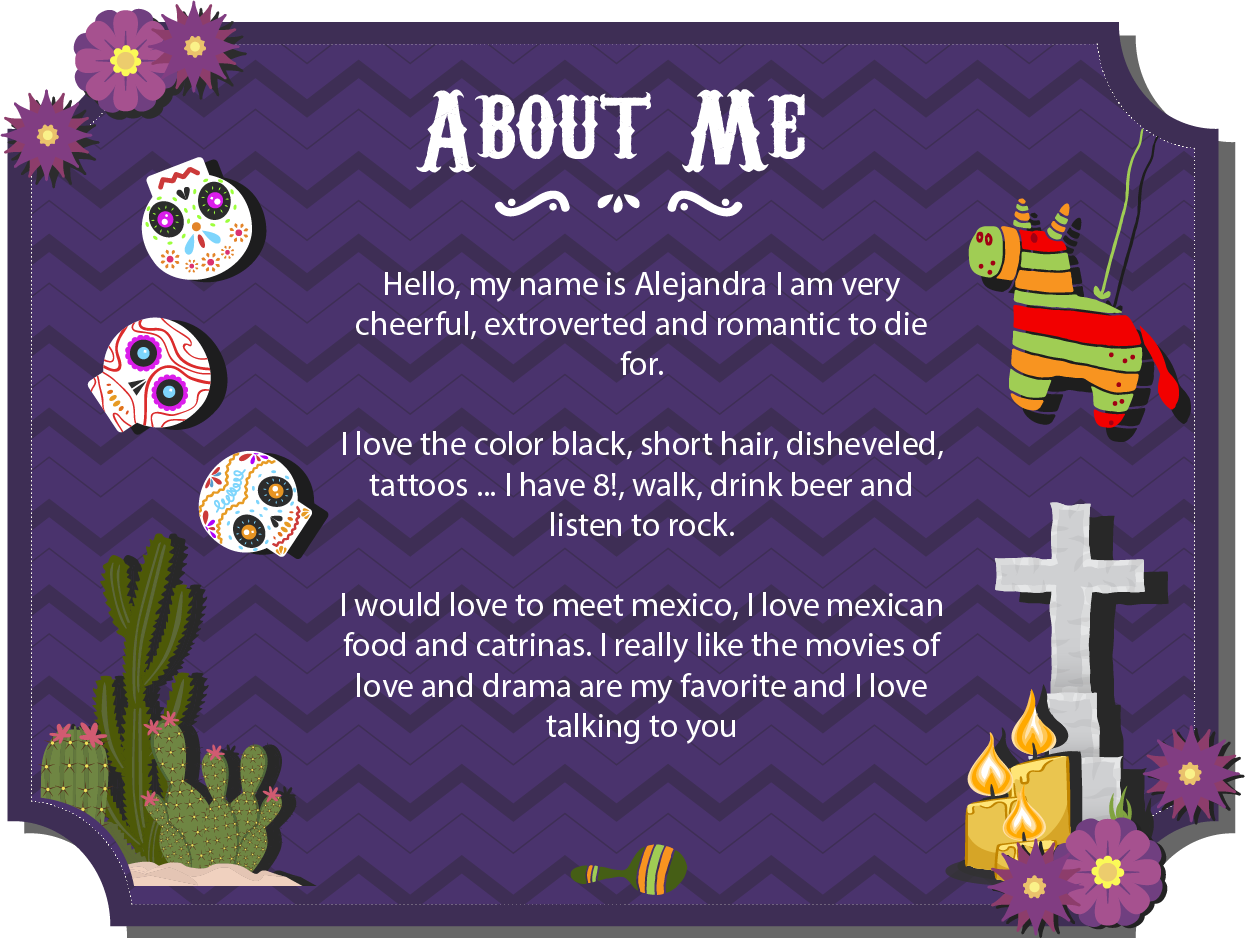 About Me
Hello, my name is Alejandra I am very
cheerful, extroverted and romantic to die
for.
I love the color black, short hair, disheveled,
tattoos ... I have 8!, walk, drink beer and
listen to rock.
I would love to meet mexico, I love mexican
food and catrinas. I really like the movies of
love and drama are my favorite and I love
talking to you